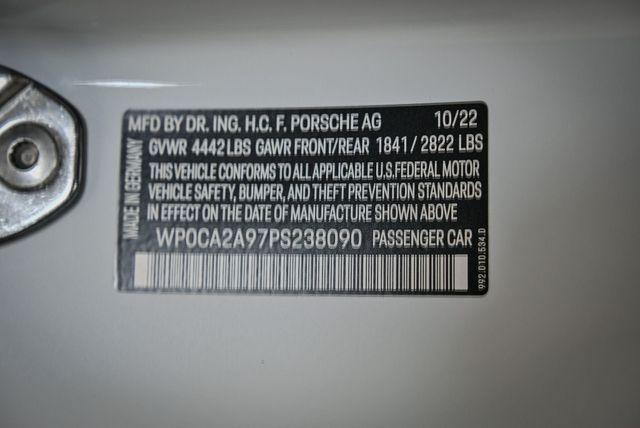 MFD BY DR. ING. H.C. F. PORSCHE AG 10/22
GVWR 4442LBS GAWR FRONT/REAR 1841 / 2822 LBS
THIS VEHICLE CONFORMS TO ALL APPLICABLE U.S.FEDERAL MOTOR
VEHICLE SAFETY, BUMPER, AND THEFT PREVENTION STANDARDS
IN EFFECT ON THE DATE OF MANUFACTURE SHOWN ABOVE
WP0CA2A97PS238090 PASSENGER CAR
MADE IN GERMANY
992.010.534.D